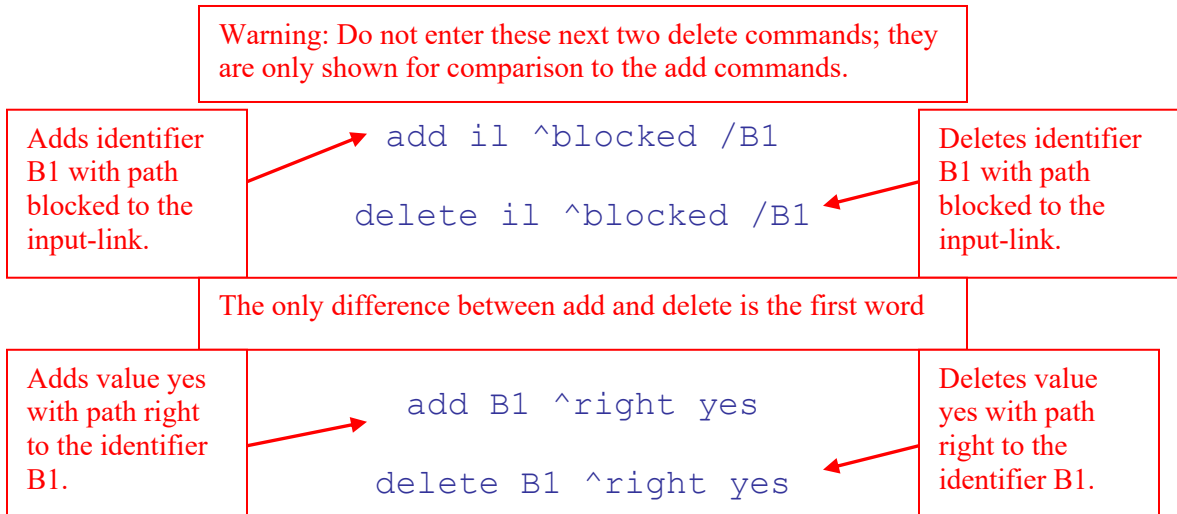 Warning: Do not enter these next two delete commands; they
are only shown for comparison to the add commands.
Adds identifier
B1 with path
blocked to the
input-link.
add il ^blocked /B1
delete il ^blocked /B1
Deletes identifier
B1 with path
blocked to the
input-link.
The only difference between add and delete is the first word
Adds value yes
with path right
to the identifier
B1.
add B1 ^right yes
delete B1 ^right yes
Deletes value
yes with path
right to the
identifier B1.